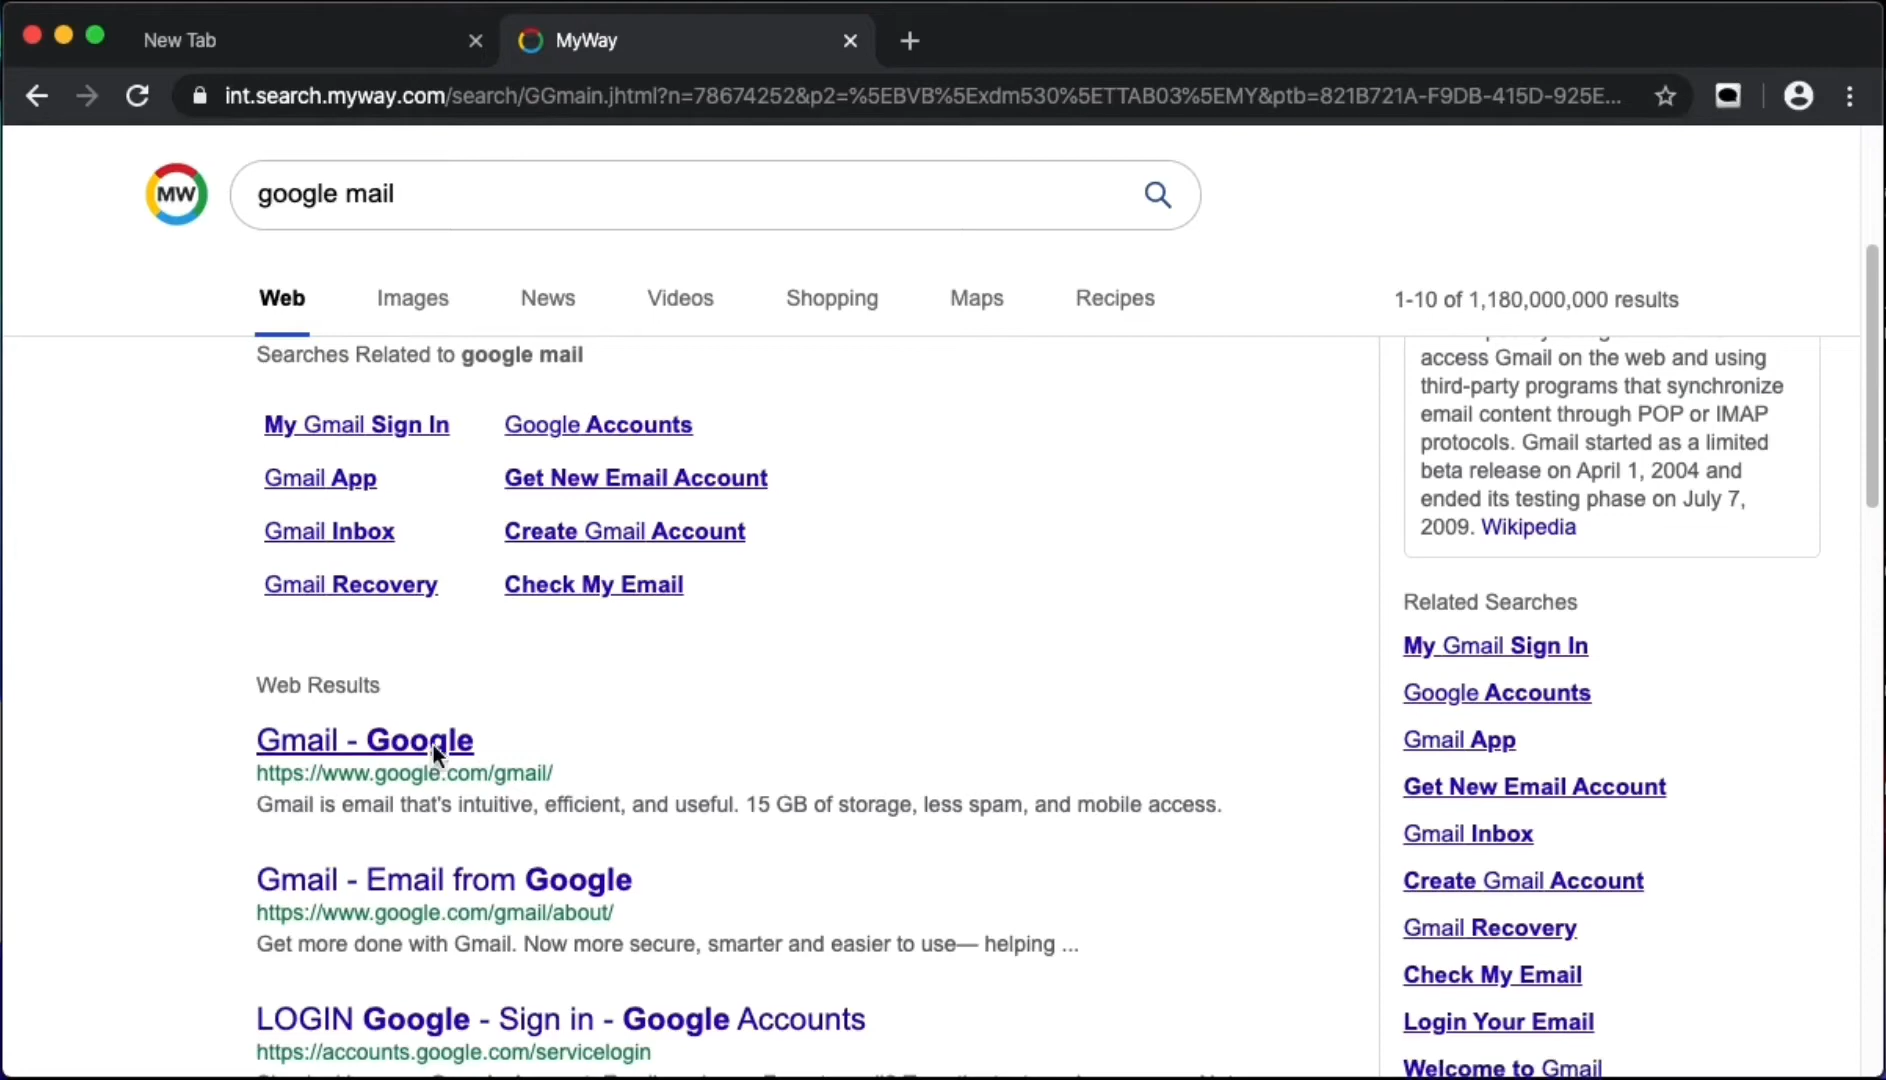 New Tab
MyWay
int.search.myway.com/search/GGmain.jhtml?n=78674252&p2=%5EBVB%5Exdm530%5ETTAB03%5EMY&ptb=821B721A-F9DB-415D-925E...
MW
google mail
Web
Images
News
Videos
Shopping
Maps
Recipes
1-10 of 1,180,000,000 results
Searches Related to google mail
My Gmail Sign In
Google Accounts
Gmail App
Get New Email Account
Gmail Inbox
Create Gmail Account
Gmail Recovery
Check My Email
Web Results
Gmail - Google
https://www.google.com/gmail/
Gmail is email that's intuitive, efficient, and useful. 15 GB of storage, less spam, and mobile access.
Gmail - Email from Google
https://www.google.com/gmail/about/
Get more done with Gmail. Now more secure, smarter and easier to use— helping ...
LOGIN Google - Sign in - Google Accounts
https://accounts.google.com/servicelogin
access Gmail on the web and using
third-party programs that synchronize
email content through POP or IMAP
protocols. Gmail started as a limited
beta release on April 1, 2004 and
ended its testing phase on July 7,
2009. Wikipedia
Related Searches
My Gmail Sign In
Google Accounts
Gmail App
Get New Email Account
Gmail Inbox
Create Gmail Account
Gmail Recovery
Check My Email
Login Your Email
Welcome to Gmail